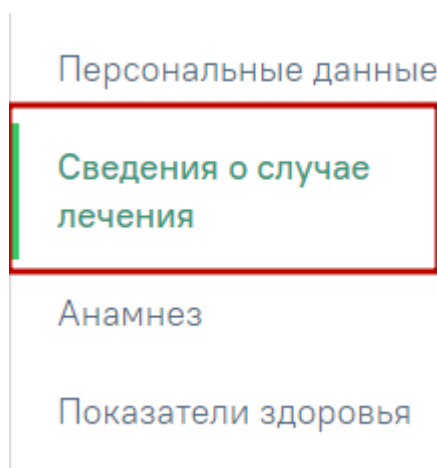 Персональные данные
Сведения о случае
лечения
Анамнез
Показатели здоровья